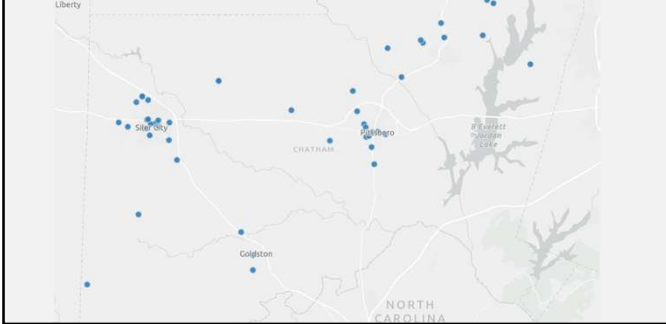 Liberty
Siler City
Pittsboro
CHATHAM
B Everett
Jordan
Lake
Goldston
NORTH
CAROLINA